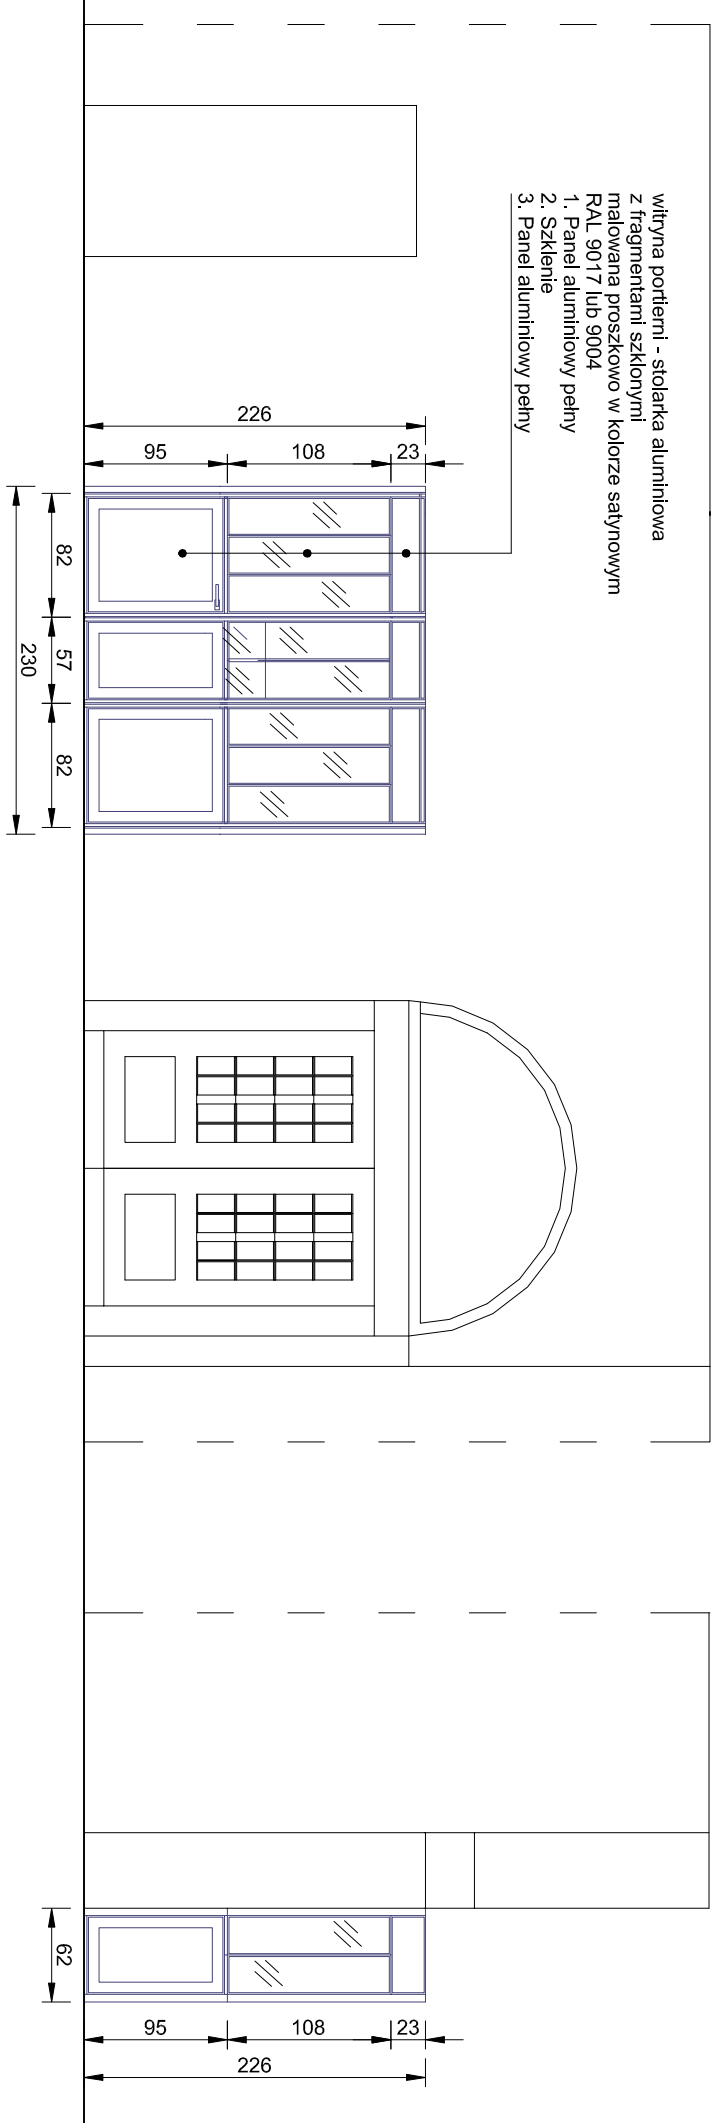 witryna portierni - stolarka aluminiowa
z fragmentami szklonymi
malowana proszkowo w kolorze satynowym
RAL 9017 lub 9004
1. Panel aluminiowy pełny
2. Szklenie
3. Panel aluminiowy pełny
226
95
108
23
82
57
82
230
62
95
108
23
226